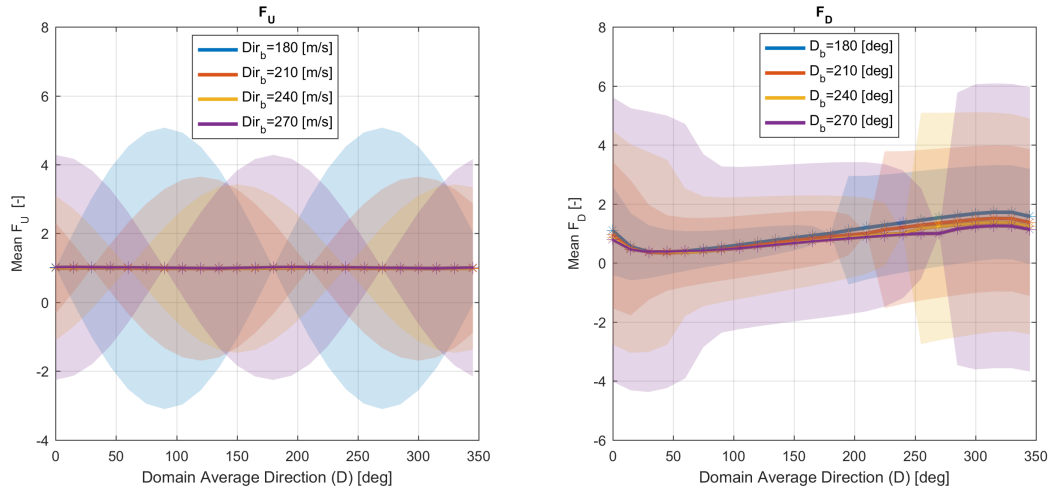 F_U
Dir_b=180 [m/s]
Dir_b=210 [m/s]
Dir_b=240 [m/s]
Dir_b=270 [m/s]
Mean F_U [-]
8
6
4
2
0
-2
-4
0 50 100 150 200 250 300 350
Domain Average Direction (D) [deg]
F_D
D_b=180 [deg]
D_b=210 [deg]
D_b=240 [deg]
D_b=270 [deg]
Mean F_D [-]
8
6
4
2
0
-2
-4
-6
0 50 100 150 200 250 300 350
Domain Average Direction (D) [deg]